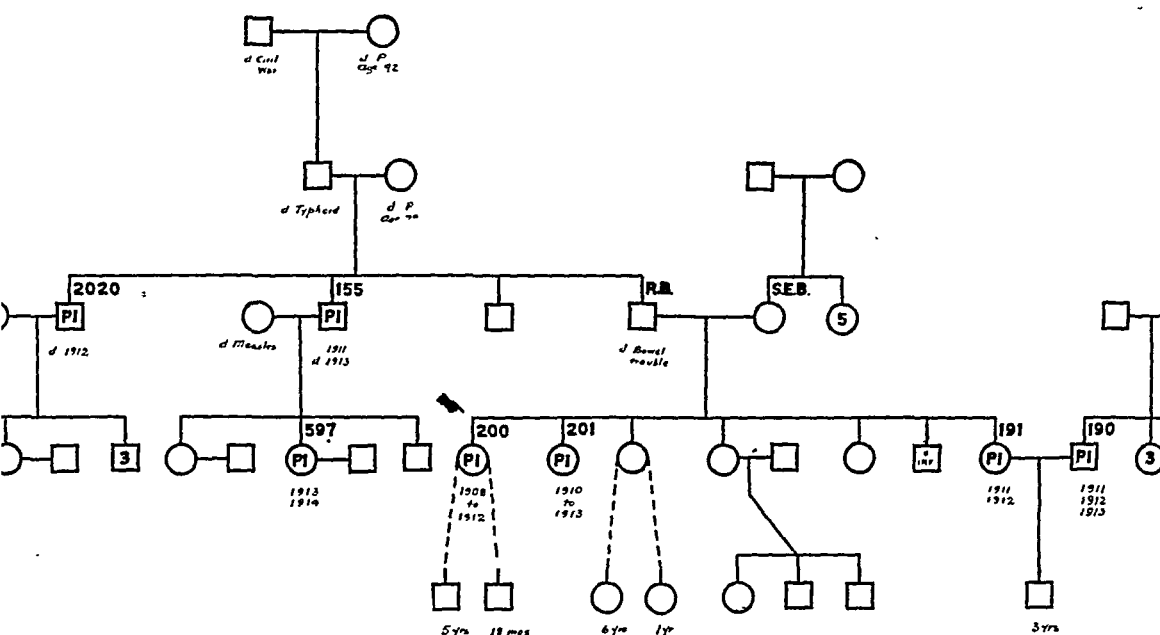 d Civil
War
d P
Age 92
d Typhoid
d P
Age
2020
155
R.B.
S.E.B.
PI
PI
5
d 1912
d Measles
1911
d 1913
d Bowel
trouble
597
200
201
191
190
3
PI
PI
PI
d
INF
PI
PI
3
1913
1914
1908
to
1912
1910
to
1913
1911
1912
1911
1912
1913
5 yrs
18 mos
6 yrs
1 yr
3 yrs